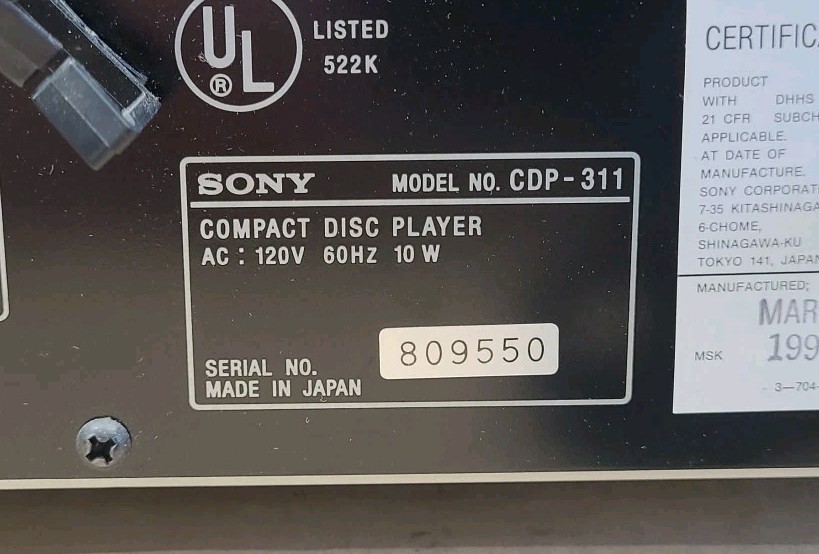 UL
®
LISTED
522K
SONY MODEL NO. CDP-311
COMPACT DISC PLAYER
AC : 120V 60HZ 10 W
SERIAL NO. 809550
MADE IN JAPAN
CERTIFIC
PRODUCT
WITH DHHS
21 CFR SUBCH
APPLICABLE.
AT DATE OF
MANUFACTURE.
SONY CORPORAT
7-35 KITASHINAGA
6-CHOME,
SHINAGAWA-KU
TOKYO 141, JAPAN
MANUFACTURED;
MAR
MSK 199
3-704-